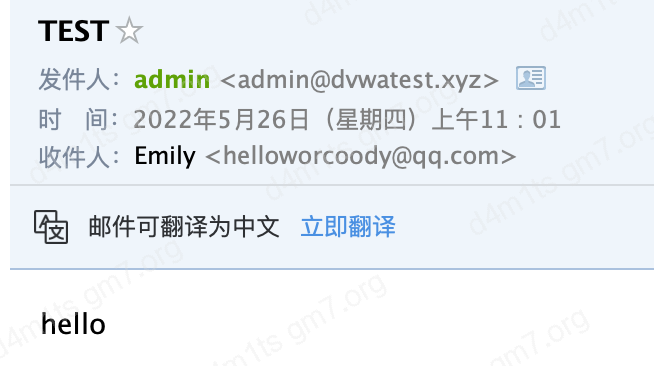 TEST
发件人：admin <admin@dvwatest.xyz>
时 间：2022年5月26日（星期四）上午11：01
收件人：Emily <helloworcoody@qq.com>
邮件可翻译为中文 立即翻译
hello
d4m1ts.gm7.org